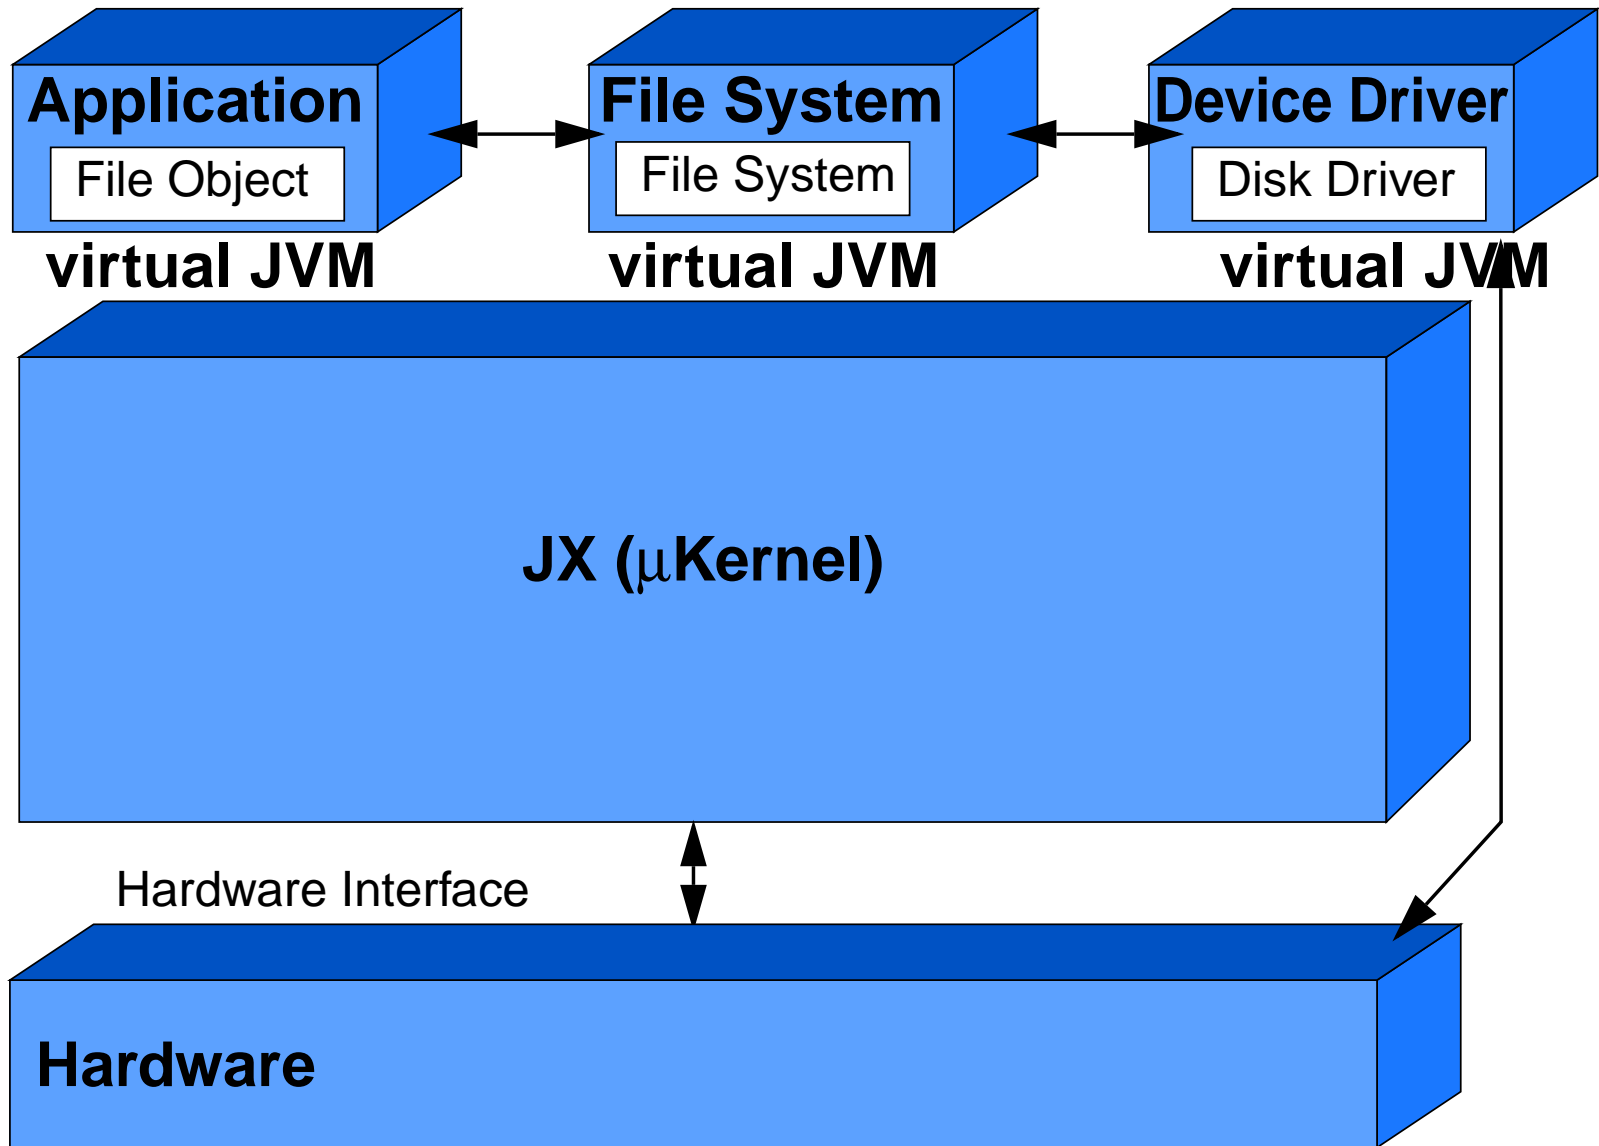 Application
File System
Device Driver
File Object
File System
Disk Driver
virtual JVM
virtual JVM
virtual JVM
JX (μKernel)
Hardware Interface
Hardware